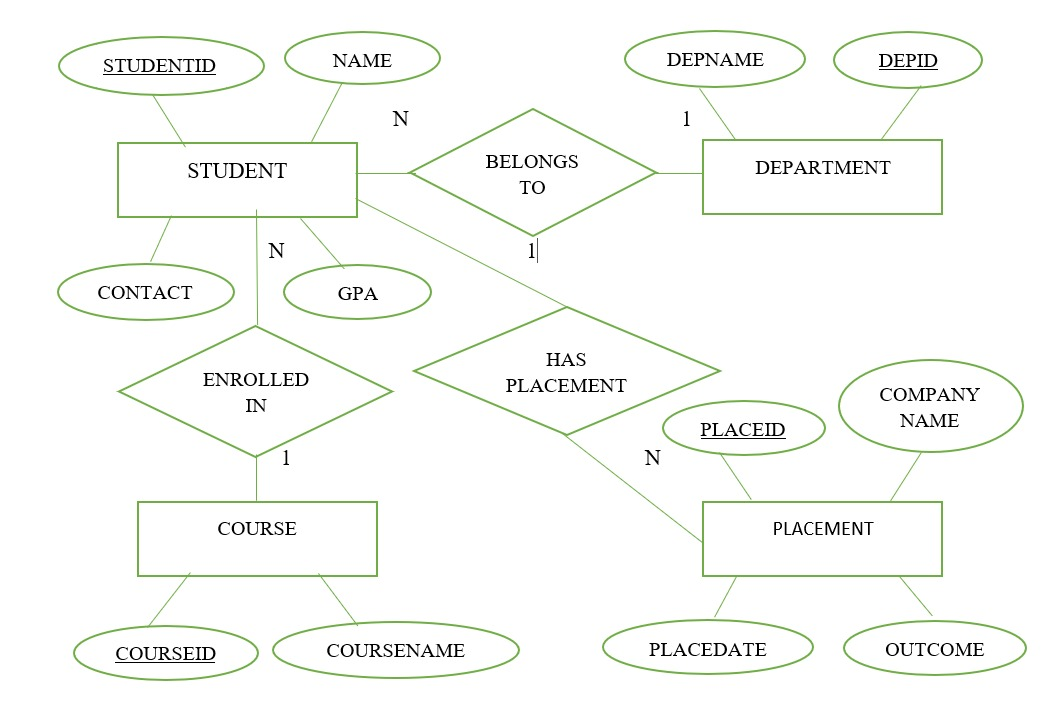 STUDENTID
NAME
DEPNAME
DEPID
N
1
STUDENT
BELONGS
TO
DEPARTMENT
N
1
CONTACT
GPA
ENROLLED
IN
HAS
PLACEMENT
PLACEID
COMPANY
NAME
1
N
COURSE
PLACEMENT
COURSEID
COURSENAME
PLACEDATE
OUTCOME